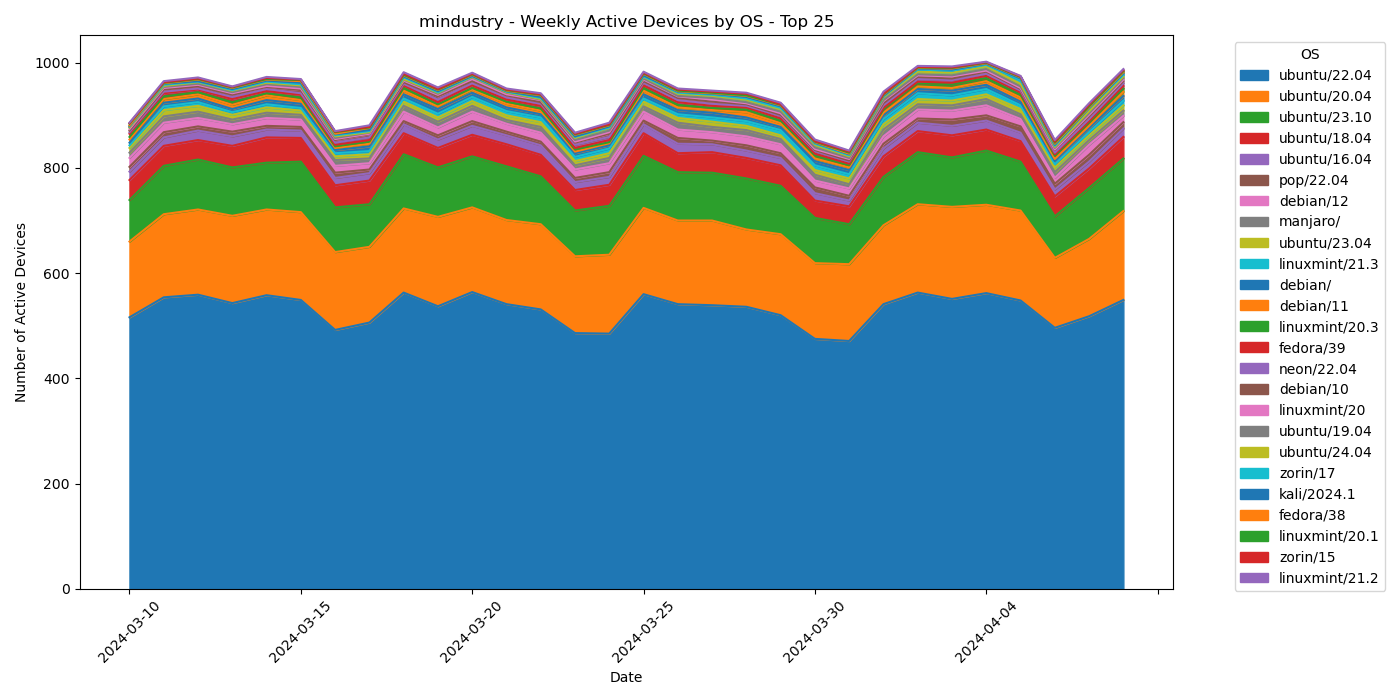 mindustry - Weekly Active Devices by OS - Top 25
1000
800
600
400
200
0
Number of Active Devices
2024-03-10
2024-03-15
2024-03-20
2024-03-25
2024-03-30
2024-04-04
Date
OS
ubuntu/22.04
ubuntu/20.04
ubuntu/23.10
ubuntu/18.04
ubuntu/16.04
pop/22.04
debian/12
manjaro/
ubuntu/23.04
linuxmint/21.3
debian/
debian/11
linuxmint/20.3
fedora/39
neon/22.04
debian/10
linuxmint/20
ubuntu/19.04
ubuntu/24.04
zorin/17
kali/2024.1
fedora/38
linuxmint/20.1
zorin/15
linuxmint/21.2